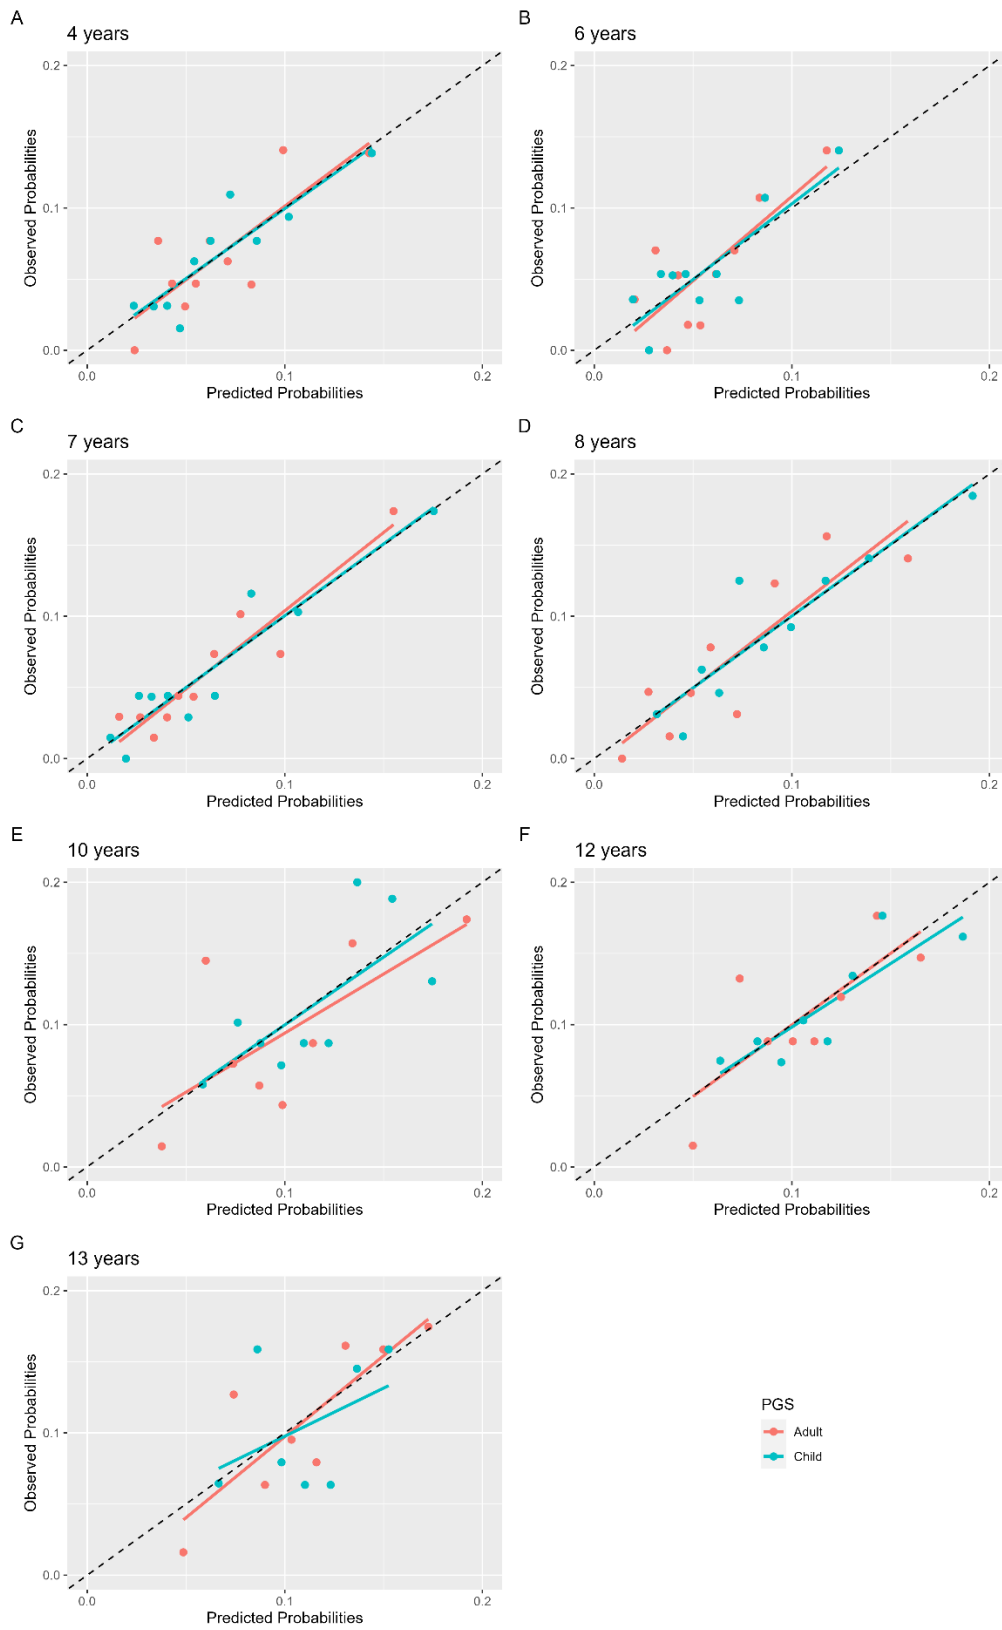 A
4 years
0.2
0.1
0.0
0.0 0.1 0.2
Observed Probabilities
Predicted Probabilities
B
6 years
0.2
0.1
0.0
0.0 0.1 0.2
Observed Probabilities
Predicted Probabilities
C
7 years
0.2
0.1
0.0
0.0 0.1 0.2
Observed Probabilities
Predicted Probabilities
D
8 years
0.2
0.1
0.0
0.0 0.1 0.2
Observed Probabilities
Predicted Probabilities
E
10 years
0.2
0.1
0.0
0.0 0.1 0.2
Observed Probabilities
Predicted Probabilities
F
12 years
0.2
0.1
0.0
0.0 0.1 0.2
Observed Probabilities
Predicted Probabilities
G
13 years
0.2
0.1
0.0
0.0 0.1 0.2
Observed Probabilities
Predicted Probabilities
PGS
Adult
Child